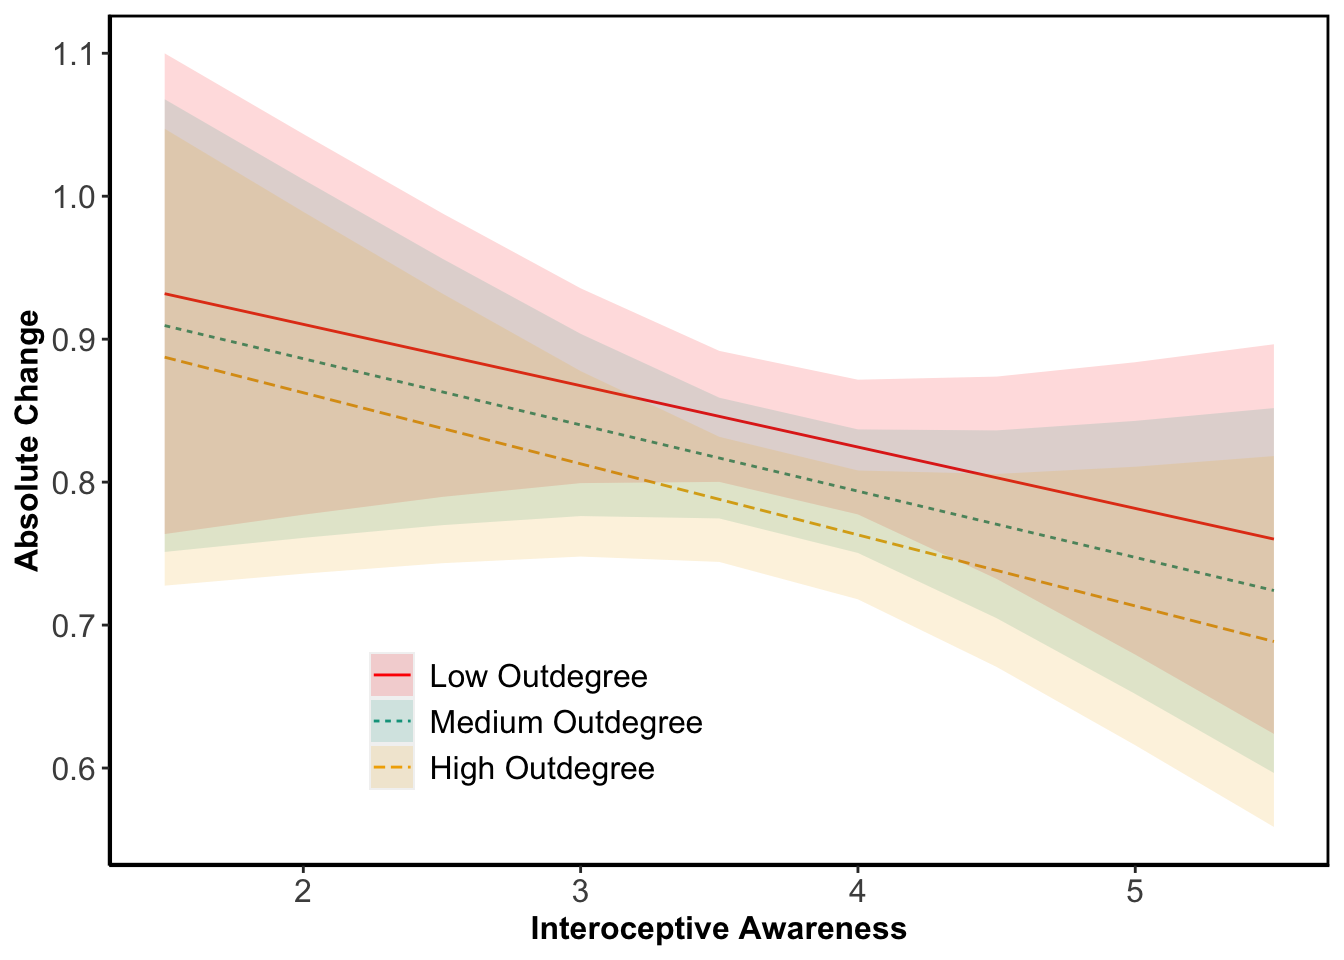 1.1
1.0
0.9
0.8
0.7
0.6
Absolute Change
Low Outdegree
Medium Outdegree
High Outdegree
2 3 4 5
Interoceptive Awareness